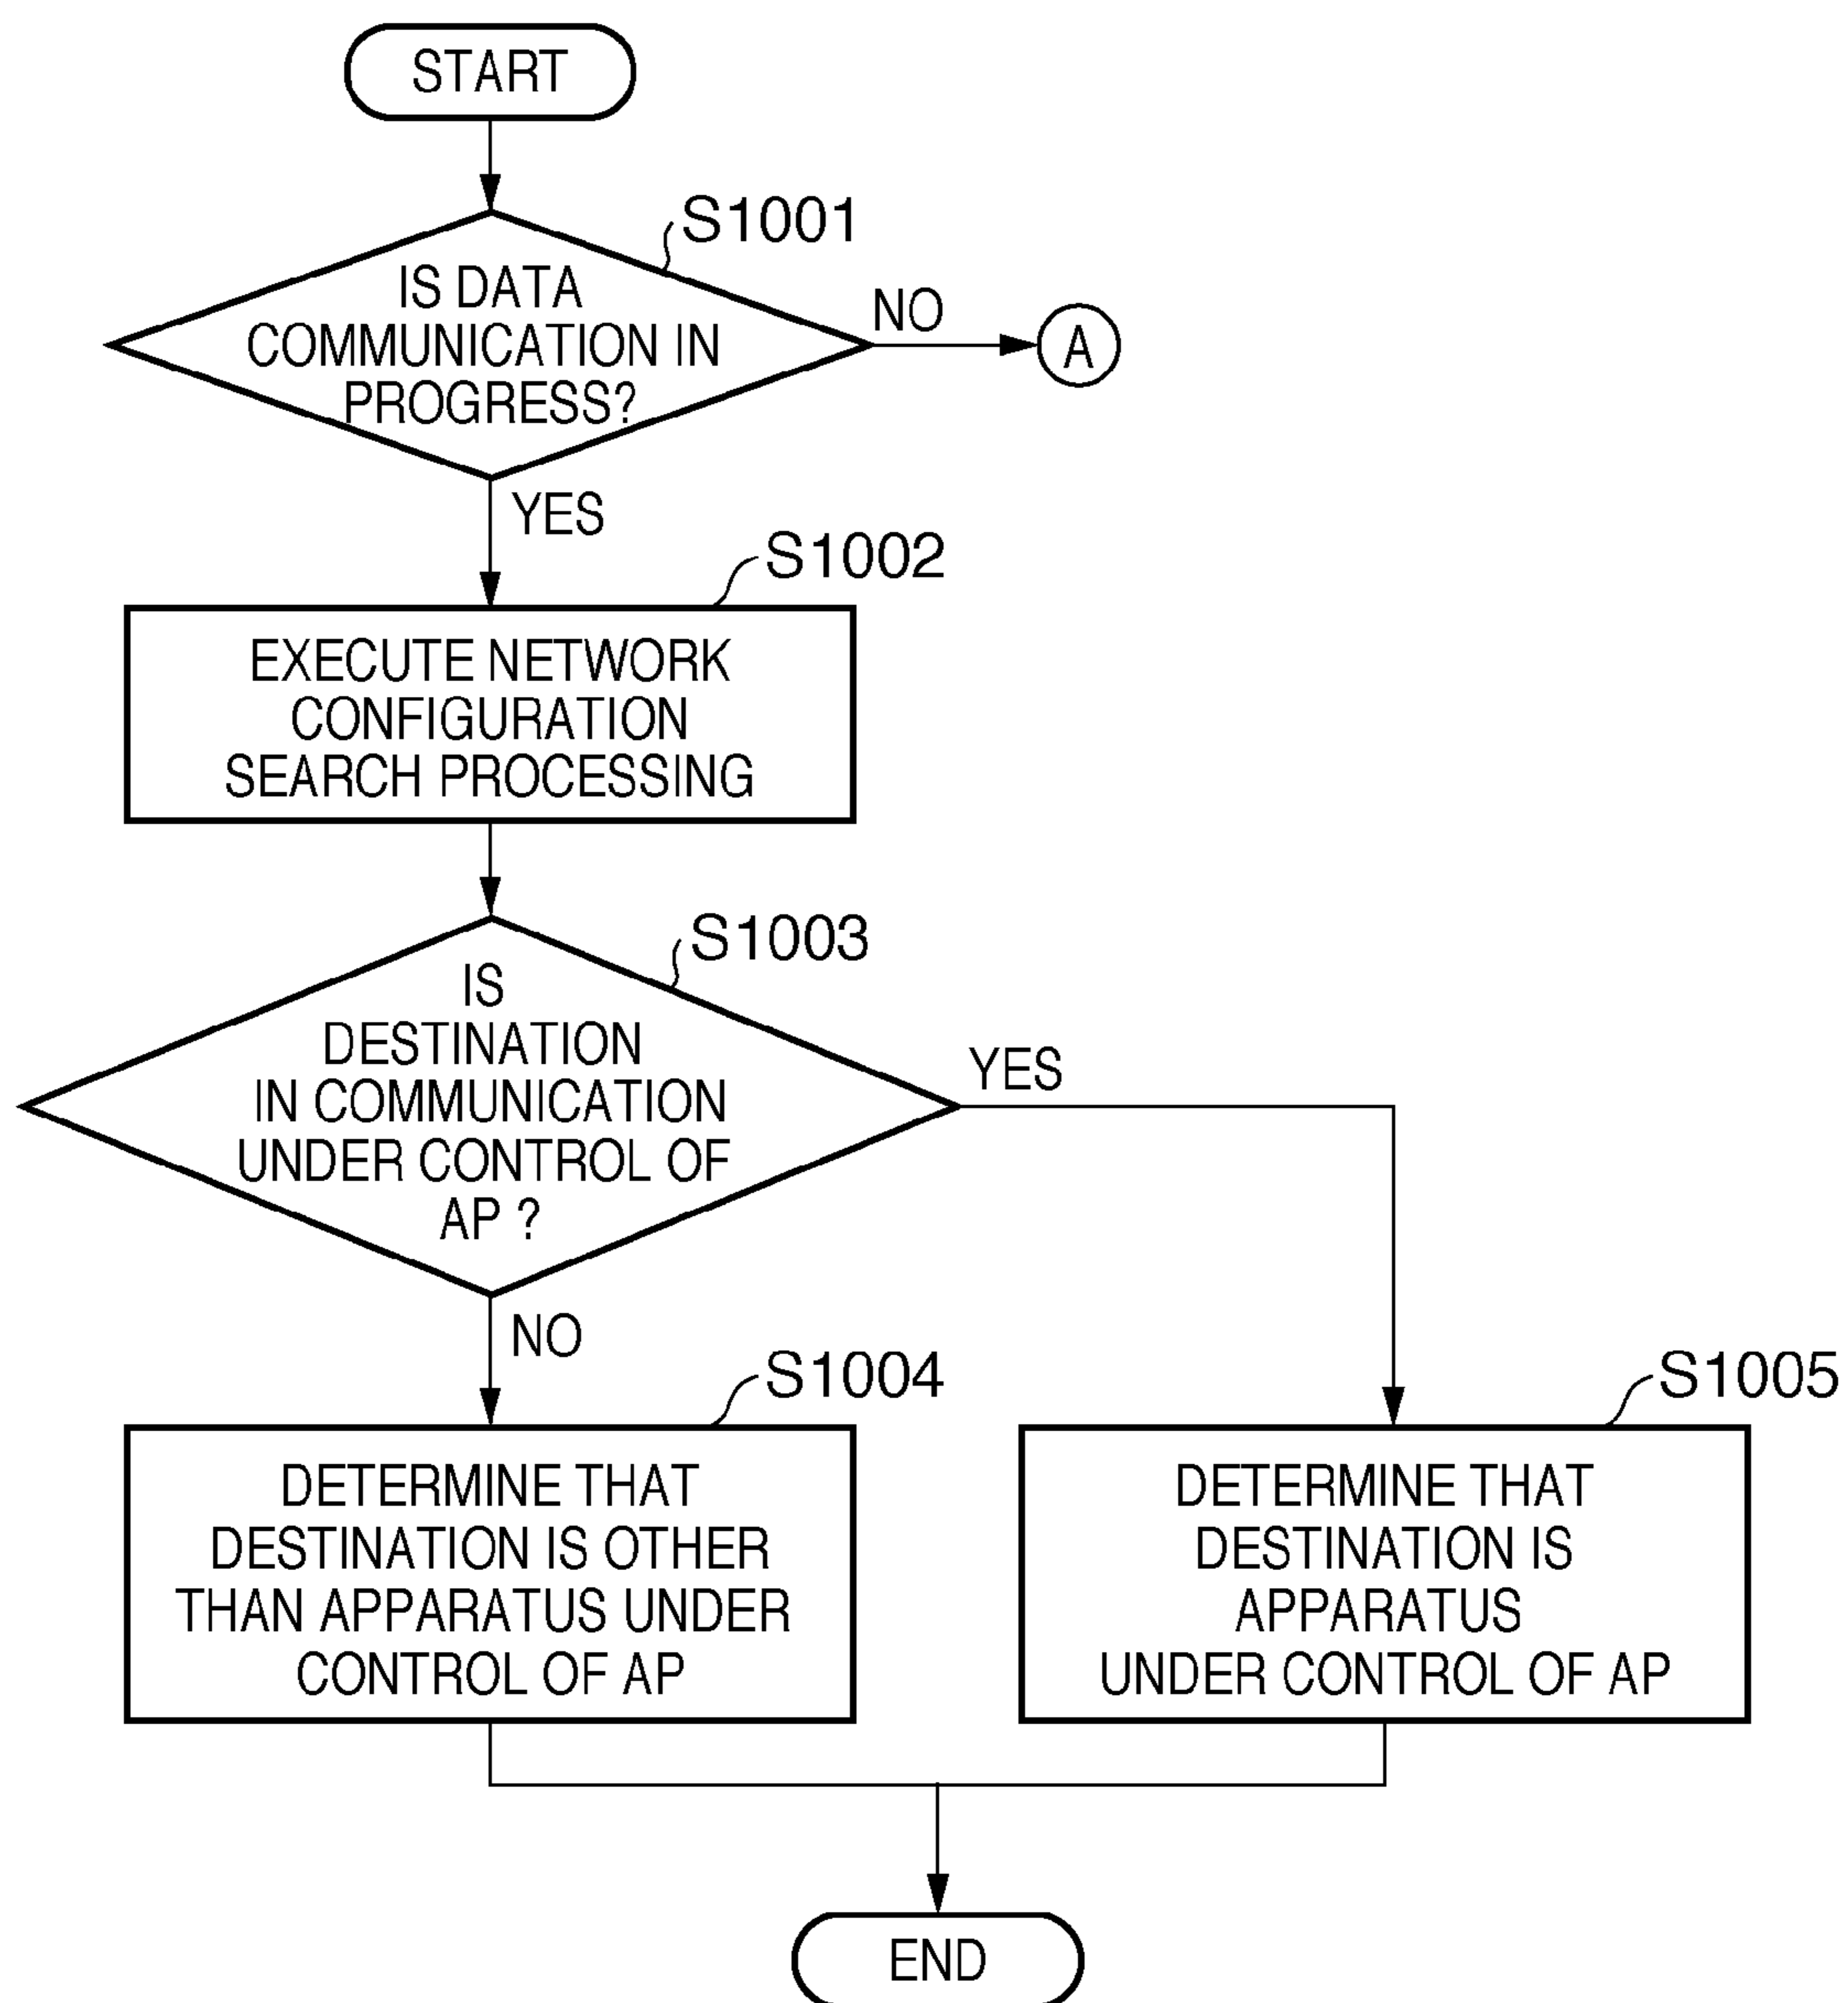 START
S1001
IS DATA
COMMUNICATION IN
PROGRESS?
NO
A
YES
S1002
EXECUTE NETWORK
CONFIGURATION
SEARCH PROCESSING
S1003
IS
DESTINATION
IN COMMUNICATION
UNDER CONTROL OF
AP ?
YES
NO
S1004
DETERMINE THAT
DESTINATION IS OTHER
THAN APPARATUS UNDER
CONTROL OF AP
S1005
DETERMINE THAT
DESTINATION IS
APPARATUS
UNDER CONTROL OF AP
END